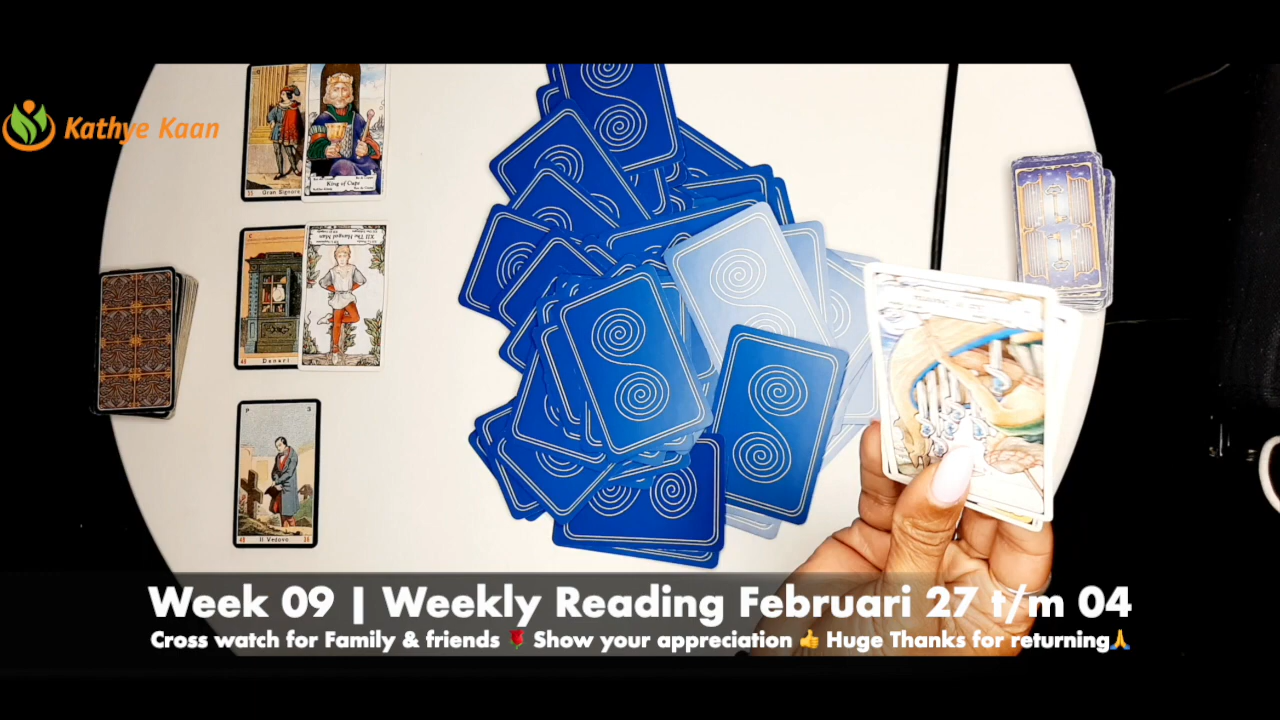 Kathye Kaan
Gran Signore
King of Cups
XII The Hanged Man
Denari
P 3
Il Vedovo
Week 09 | Weekly Reading Februari 27 t/m 04
Cross watch for Family & friends 🌹 Show your appreciation 👍 Huge Thanks for returning🙏